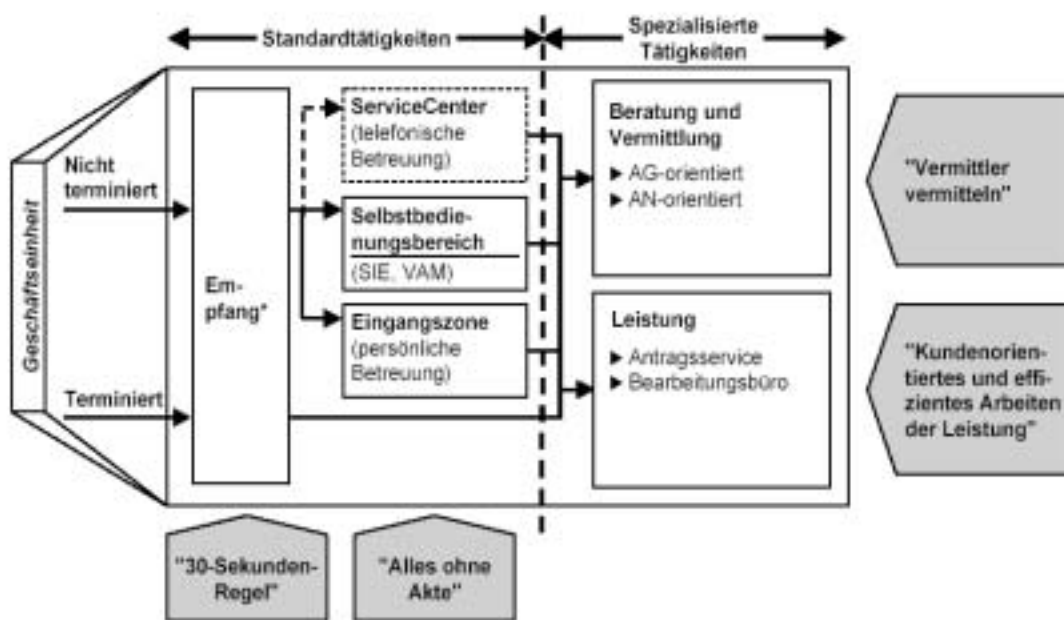 Standardtätigkeiten
Spezialisierte
Tätigkeiten
Geschäftseinheit
Nicht
terminiert
Terminiert
Em-
pfang*
ServiceCenter
(telefonische
Betreuung)
Selbstbedie-
nungsbereich
(SIE, VAM)
Eingangszone
(persönliche
Betreuung)
Beratung und
Vermittlung
► AG-orientiert
► AN-orientiert
Leistung
► Antragsservice
► Bearbeitungsbüro
"Vermittler
vermitteln"
"Kundenorien-
tiertes und effi-
zientes Arbeiten
der Leistung"
"30-Sekunden-
Regel"
"Alles ohne
Akte"